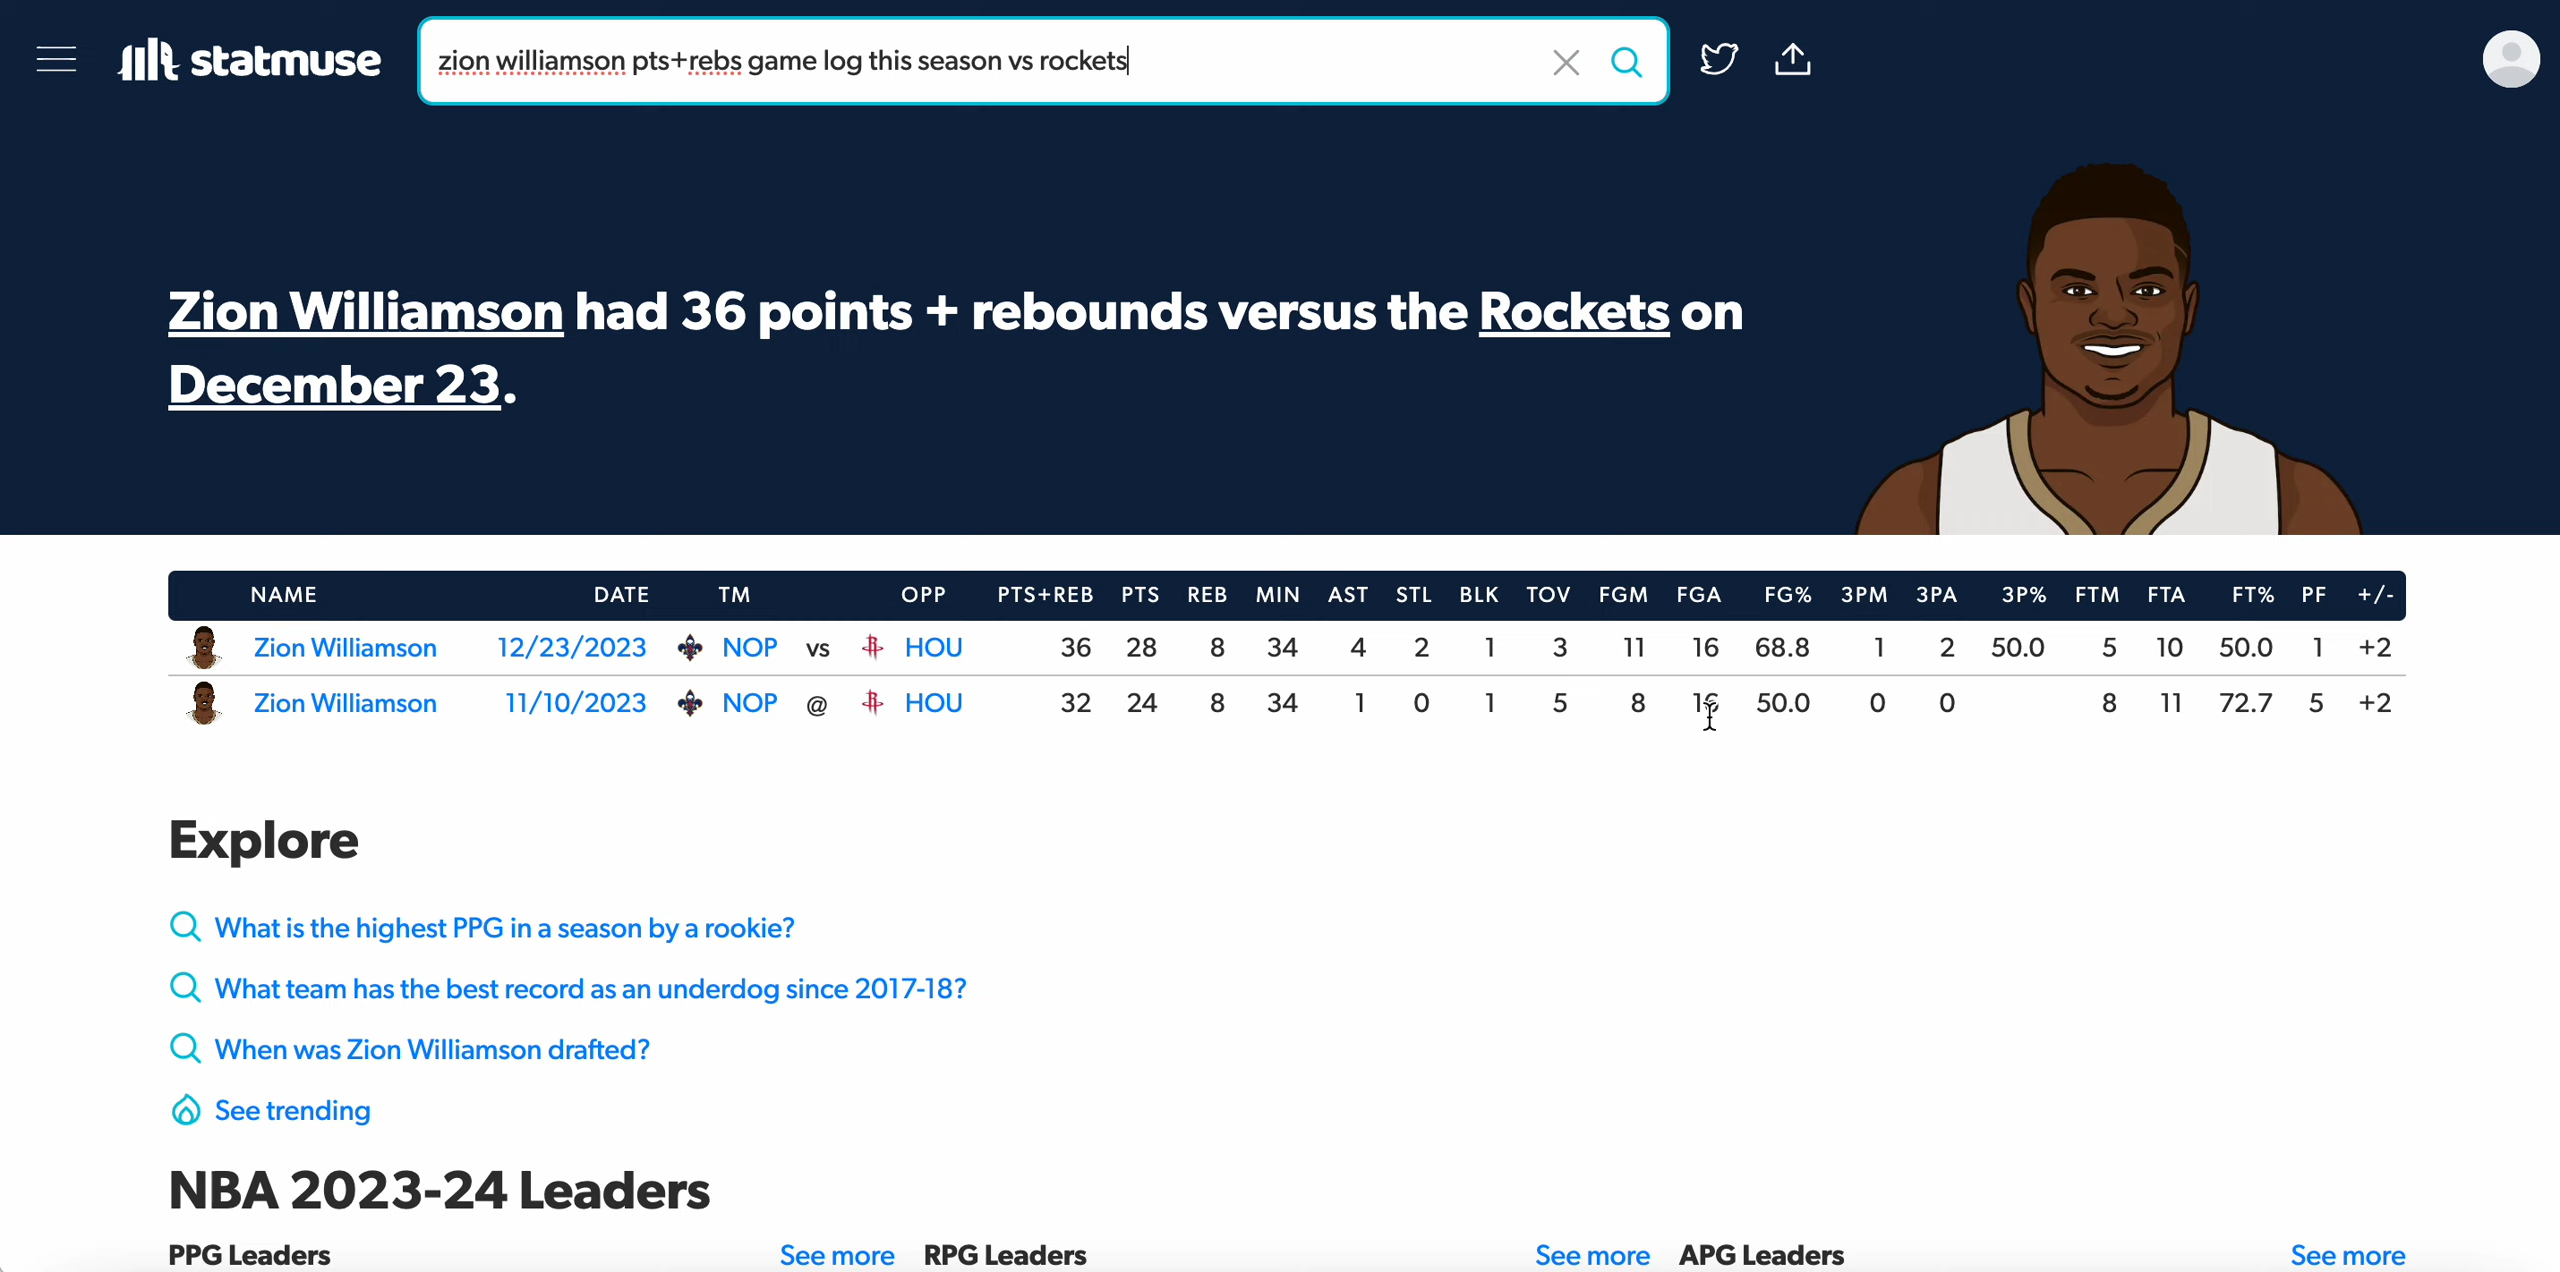 statmuse
zion williamson pts+rebs game log this season vs rockets
Zion Williamson had 36 points + rebounds versus the Rockets on
December 23.
NAME DATE TM OPP PTS+REB PTS REB MIN AST STL BLK TOV FGM FGA FG% 3PM 3PA 3P% FTM FTA FT% PF +/-
Zion Williamson 12/23/2023 NOP vs HOU 36 28 8 34 4 2 1 3 11 16 68.8 1 2 50.0 5 10 50.0 1 +2
Zion Williamson 11/10/2023 NOP @ HOU 32 24 8 34 1 0 1 5 8 16 50.0 0 0 8 11 72.7 5 +2
Explore
What is the highest PPG in a season by a rookie?
What team has the best record as an underdog since 2017-18?
When was Zion Williamson drafted?
See trending
NBA 2023-24 Leaders
PPG Leaders See more RPG Leaders See more APG Leaders See more